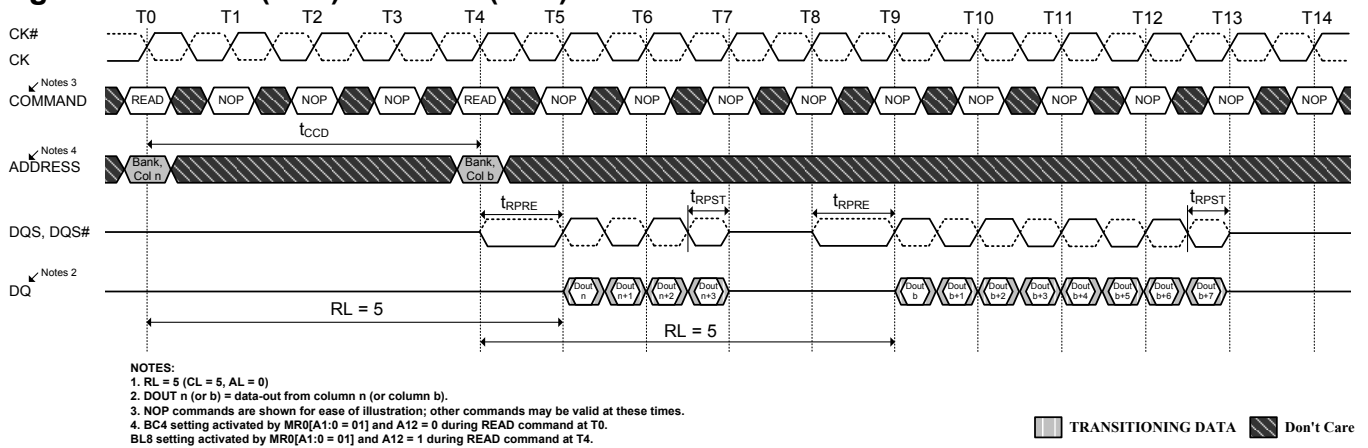 T0 T1 T2 T3 T4 T5 T6 T7 T8 T9 T10 T11 T12 T13 T14
CK#
CK
Notes 3
COMMAND READ NOP NOP NOP READ NOP NOP NOP NOP NOP NOP NOP NOP NOP NOP
tCCD
Notes 4
ADDRESS
Bank, Col n
Bank, Col b
tRPRE tRPST tRPRE tRPST
DQS, DQS#
Notes 2
DQ
Dout n Dout n+1 Dout n+2 Dout n+3 Dout b Dout b+1 Dout b+2 Dout b+3 Dout b+4 Dout b+5 Dout b+6 Dout b+7
RL = 5
RL = 5
NOTES:
1. RL = 5 (CL = 5, AL = 0)
2. DOUT n (or b) = data-out from column n (or column b).
3. NOP commands are shown for ease of illustration; other commands may be valid at these times.
4. BC4 setting activated by MR0[A1:0 = 01] and A12 = 0 during READ command at T0.
BL8 setting activated by MR0[A1:0 = 01] and A12 = 1 during READ command at T4.
TRANSITIONING DATA Don't Care